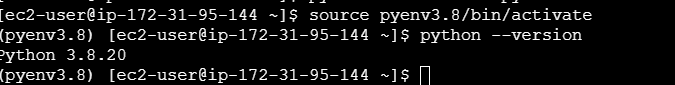 [ec2-user@ip-172-31-95-144 ~]$ source pyenv3.8/bin/activate
(pyenv3.8) [ec2-user@ip-172-31-95-144 ~]$ python --version
Python 3.8.20
(pyenv3.8) [ec2-user@ip-172-31-95-144 ~]$